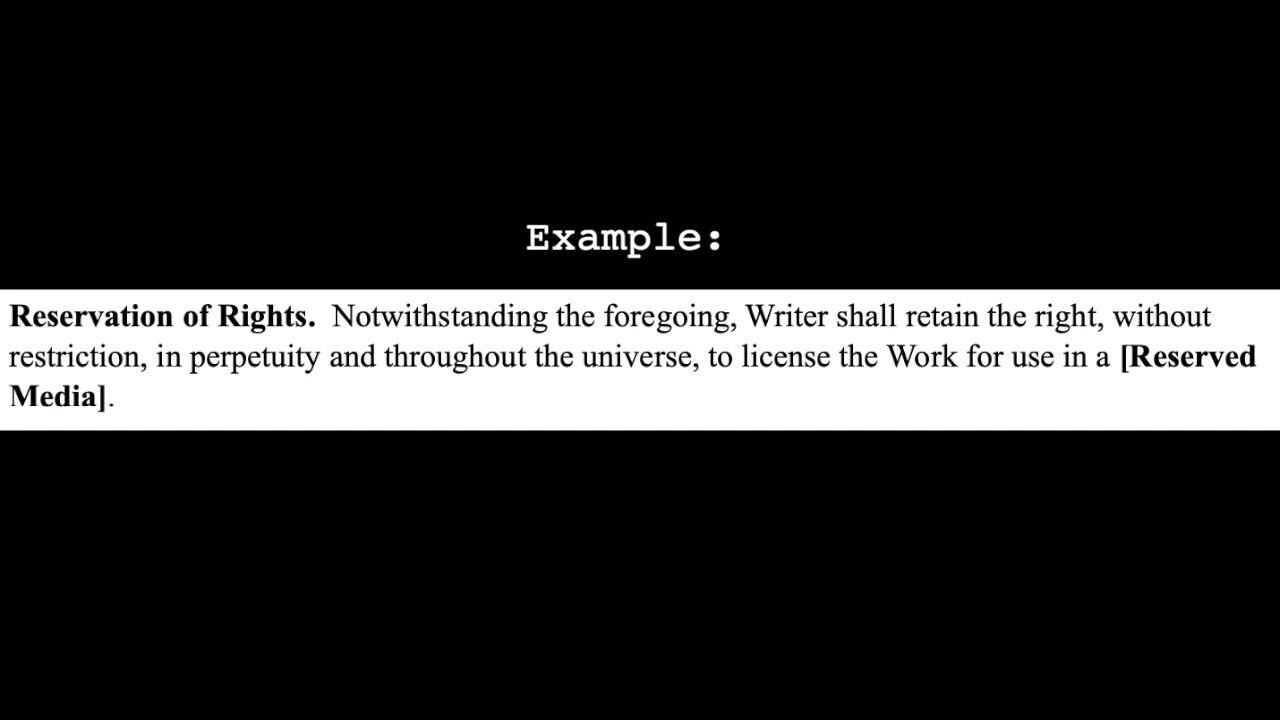 Example:
Reservation of Rights.  Notwithstanding the foregoing, Writer shall retain the right, without
restriction, in perpetuity and throughout the universe, to license the Work for use in a [Reserved
Media].